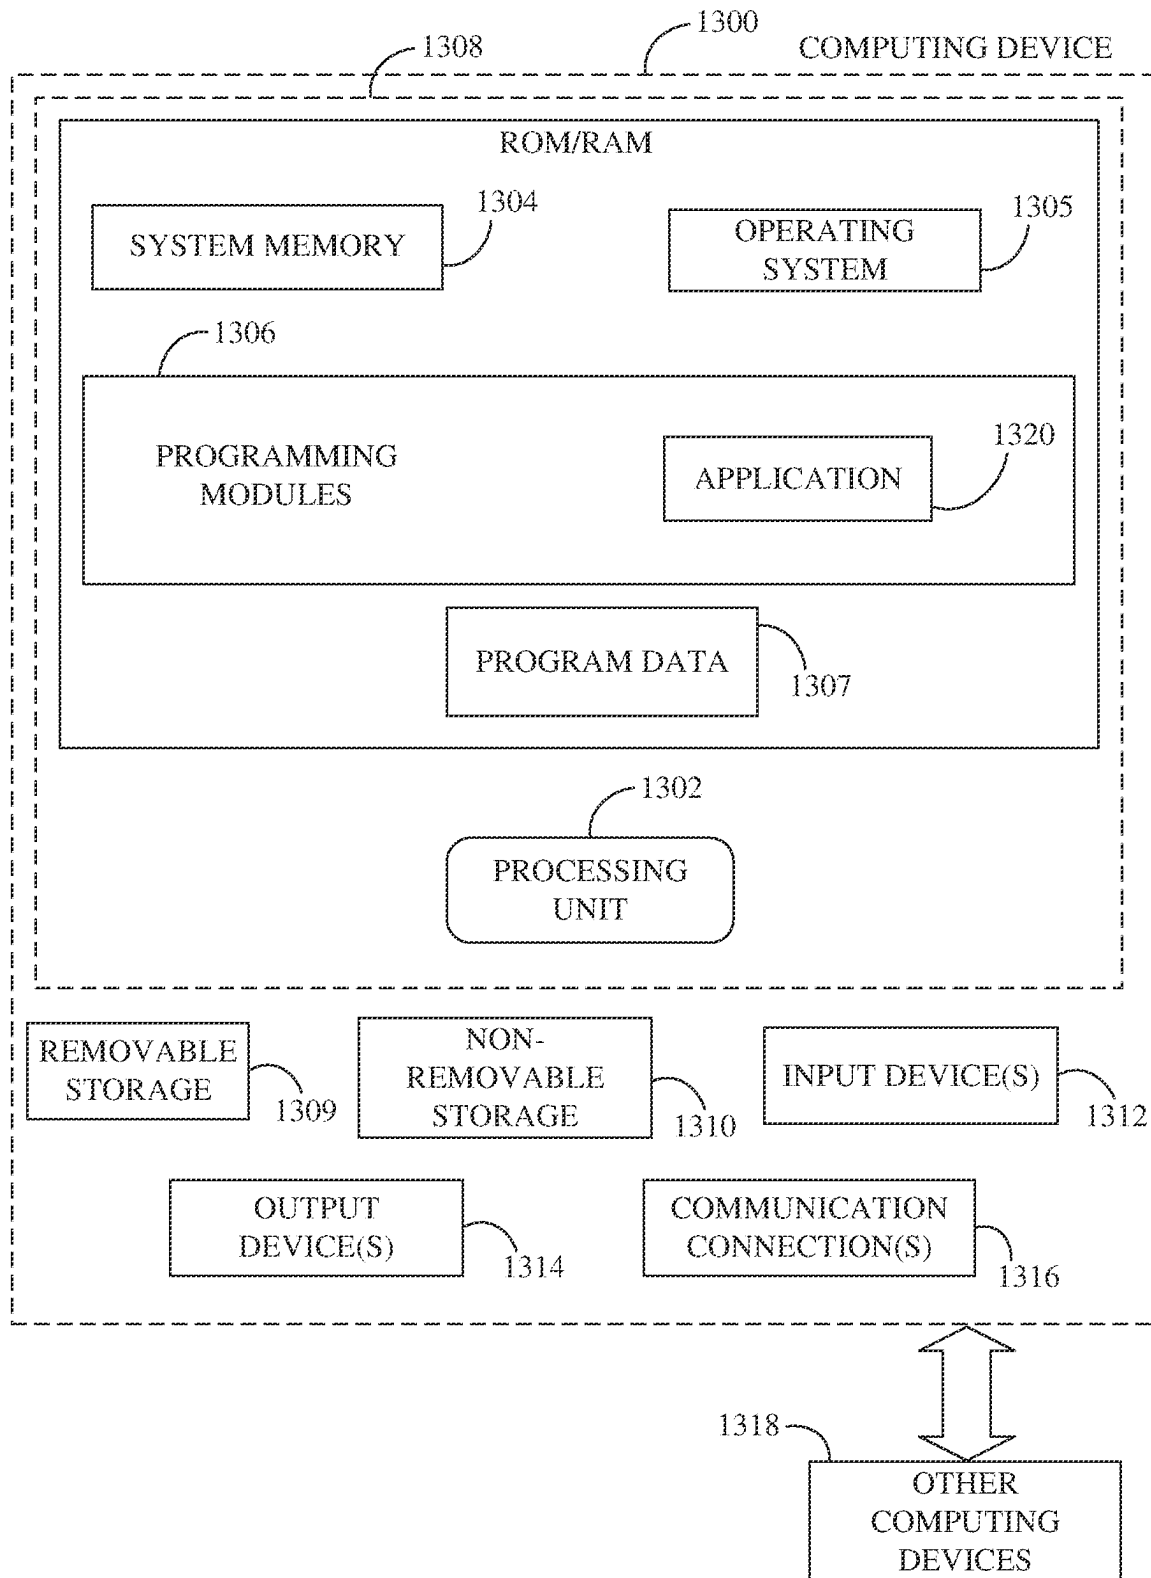 1300
1308
COMPUTING DEVICE
ROM/RAM
1304
1305
SYSTEM MEMORY
OPERATING
SYSTEM
1306
1320
PROGRAMMING
MODULES
APPLICATION
PROGRAM DATA
1307
1302
PROCESSING
UNIT
REMOVABLE
STORAGE
1309
NON-
REMOVABLE
STORAGE
1310
INPUT DEVICE(S)
1312
OUTPUT
DEVICE(S)
1314
COMMUNICATION
CONNECTION(S)
1316
1318
OTHER
COMPUTING
DEVICES